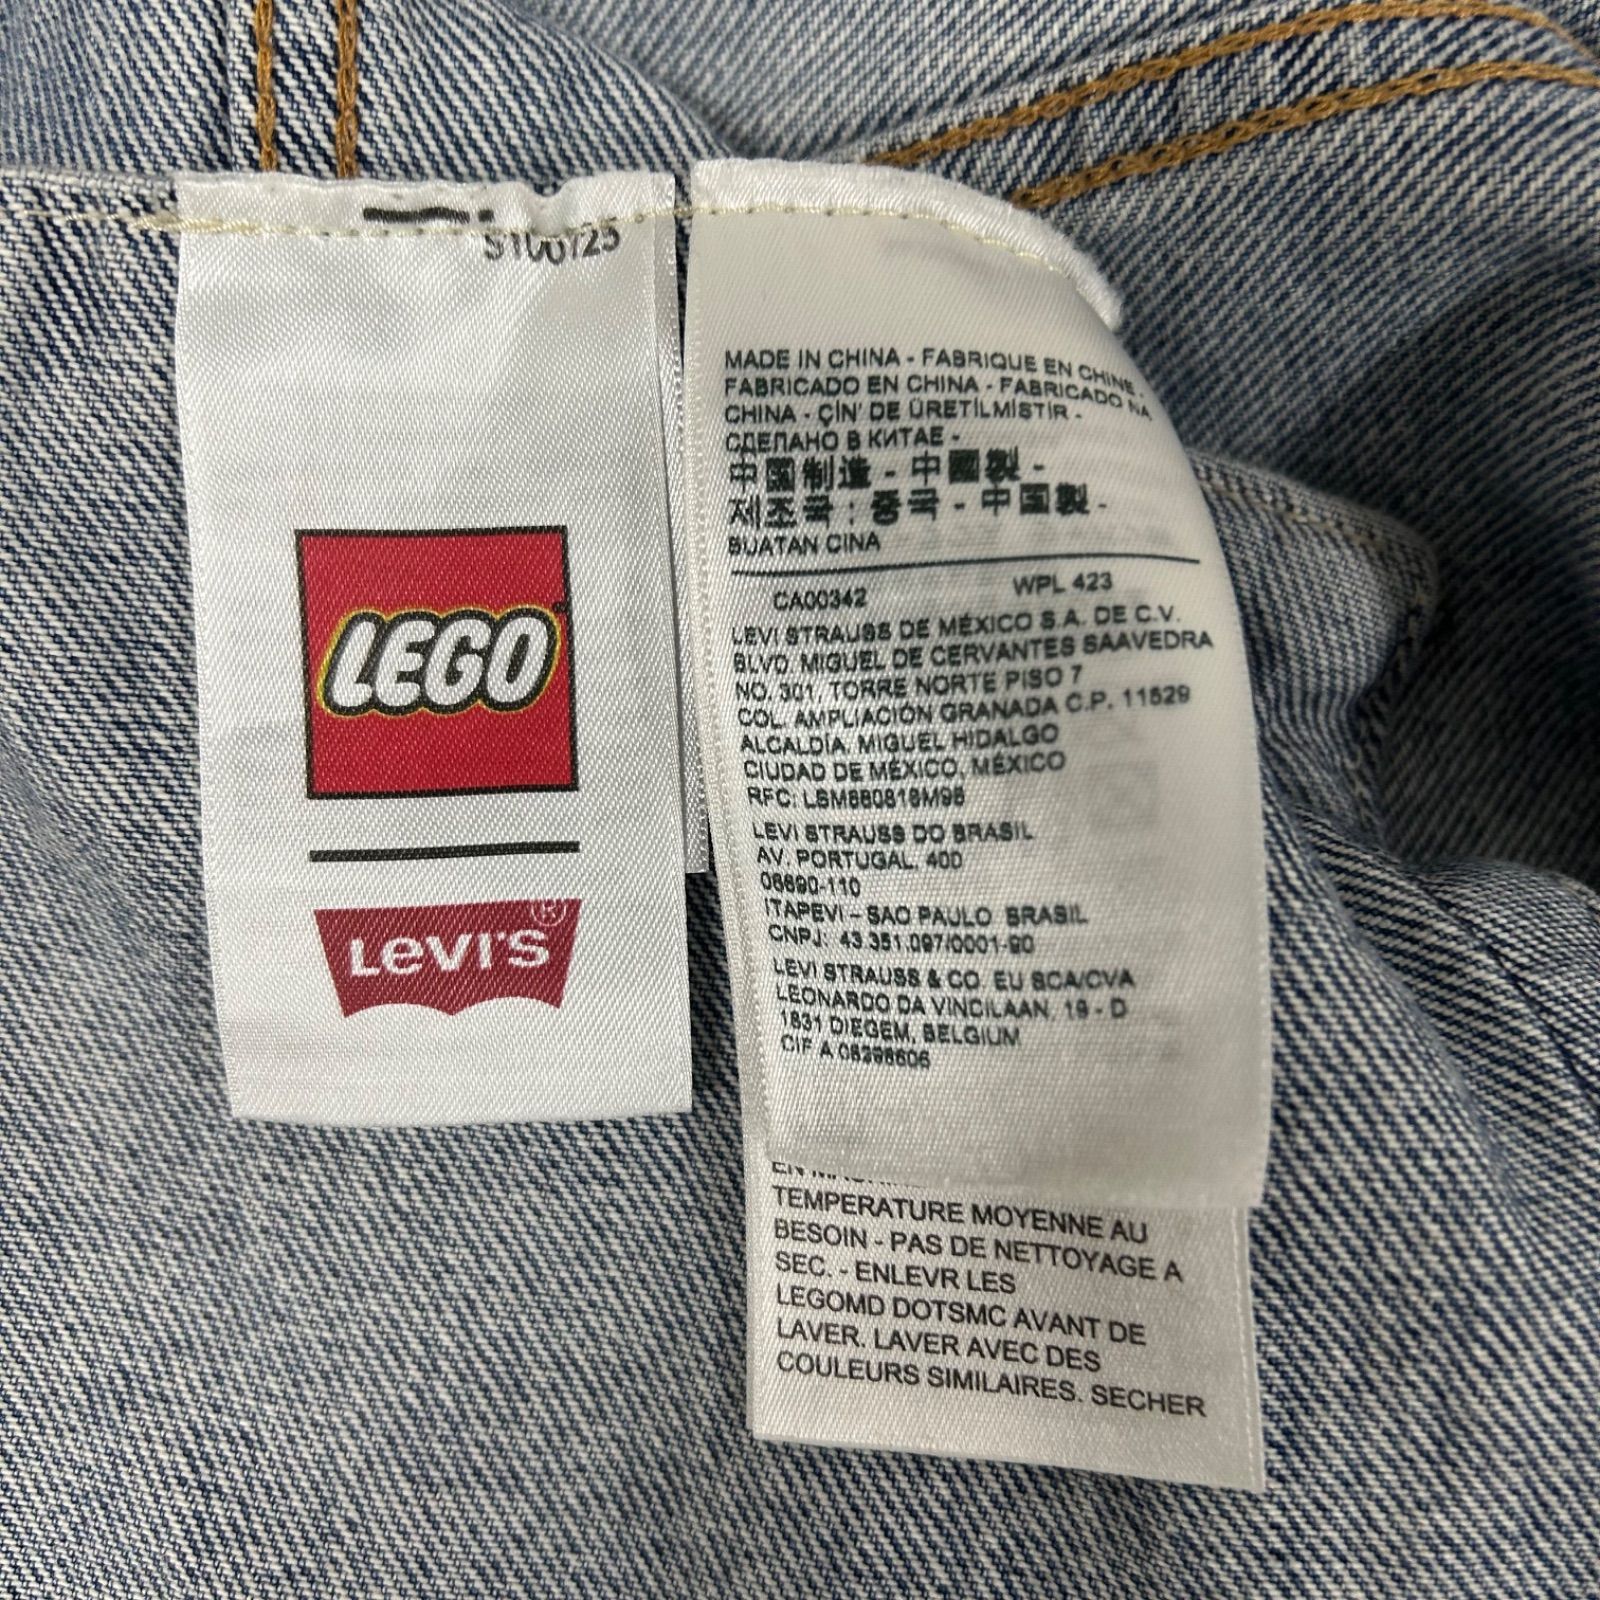 LEGO
LEVI'S®
MADE IN CHINA - FABRIQUE EN CHINE -
FABRICADO EN CHINA - FABRICADO NA
CHINA - ÇİN' DE ÜRETİLMİSTİR -
СДЕЛАНО В КИТАЕ -
中国制造 - 中國製 -
제조국 : 중국 - 中国製 -
BUATAN CINA
CA00342 WPL 423
LEVI STRAUSS DE MÉXICO S.A. DE C.V.
BLVD. MIGUEL DE CERVANTES SAAVEDRA
NO. 301, TORRE NORTE PISO 7
COL. AMPLIACIÓN GRANADA C.P. 11529
ALCALDÍA. MIGUEL HIDALGO
CIUDAD DE MÉXICO, MÉXICO
RFC:
LEVI STRAUSS DO BRASIL
AV. PORTUGAL, 400
06690-110
ITAPEVI – SAO PAULO BRASIL
CNPJ: 43.351.097/0001-90
LEVI STRAUSS & CO. EU BCA/CVA
LEONARDO DA VINCILAAN, 19 - D
1831 DIEGEM, BELGIUM
CIF A
TEMPERATURE MOYENNE AU
BESOIN - PAS DE NETTOYAGE A
SEC. - ENLEVR LES
LEGOMD DOTSMC AVANT DE
LAVER. LAVER AVEC DES
COULEURS SIMILAIRES. SECHER